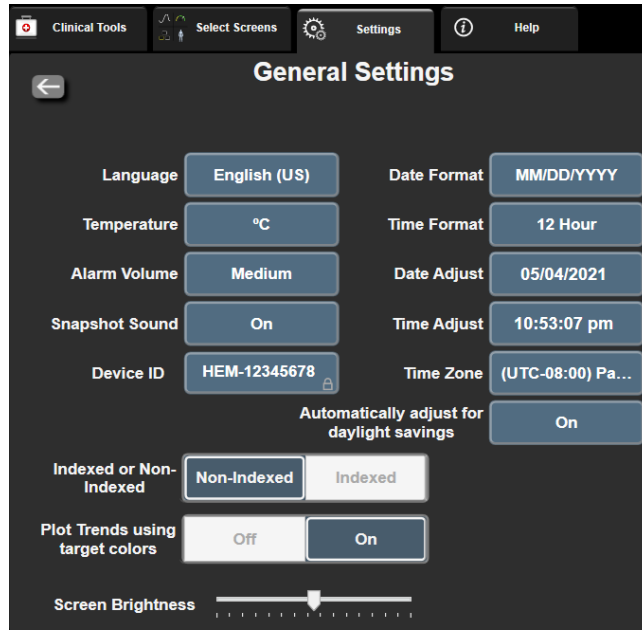 Clinical Tools
Select Screens
Settings
Help
General Settings
Language
English (US)
Date Format
MM/DD/YYYY
Temperature
ºC
Time Format
12 Hour
Alarm Volume
Medium
Date Adjust
05/04/2021
Snapshot Sound
On
Time Adjust
10:53:07 pm
Device ID
HEM-12345678
Time Zone
(UTC-08:00) Pa...
Automatically adjust for
daylight savings
On
Indexed or Non-
Indexed
Non-Indexed
Indexed
Plot Trends using
target colors
Off
On
Screen Brightness